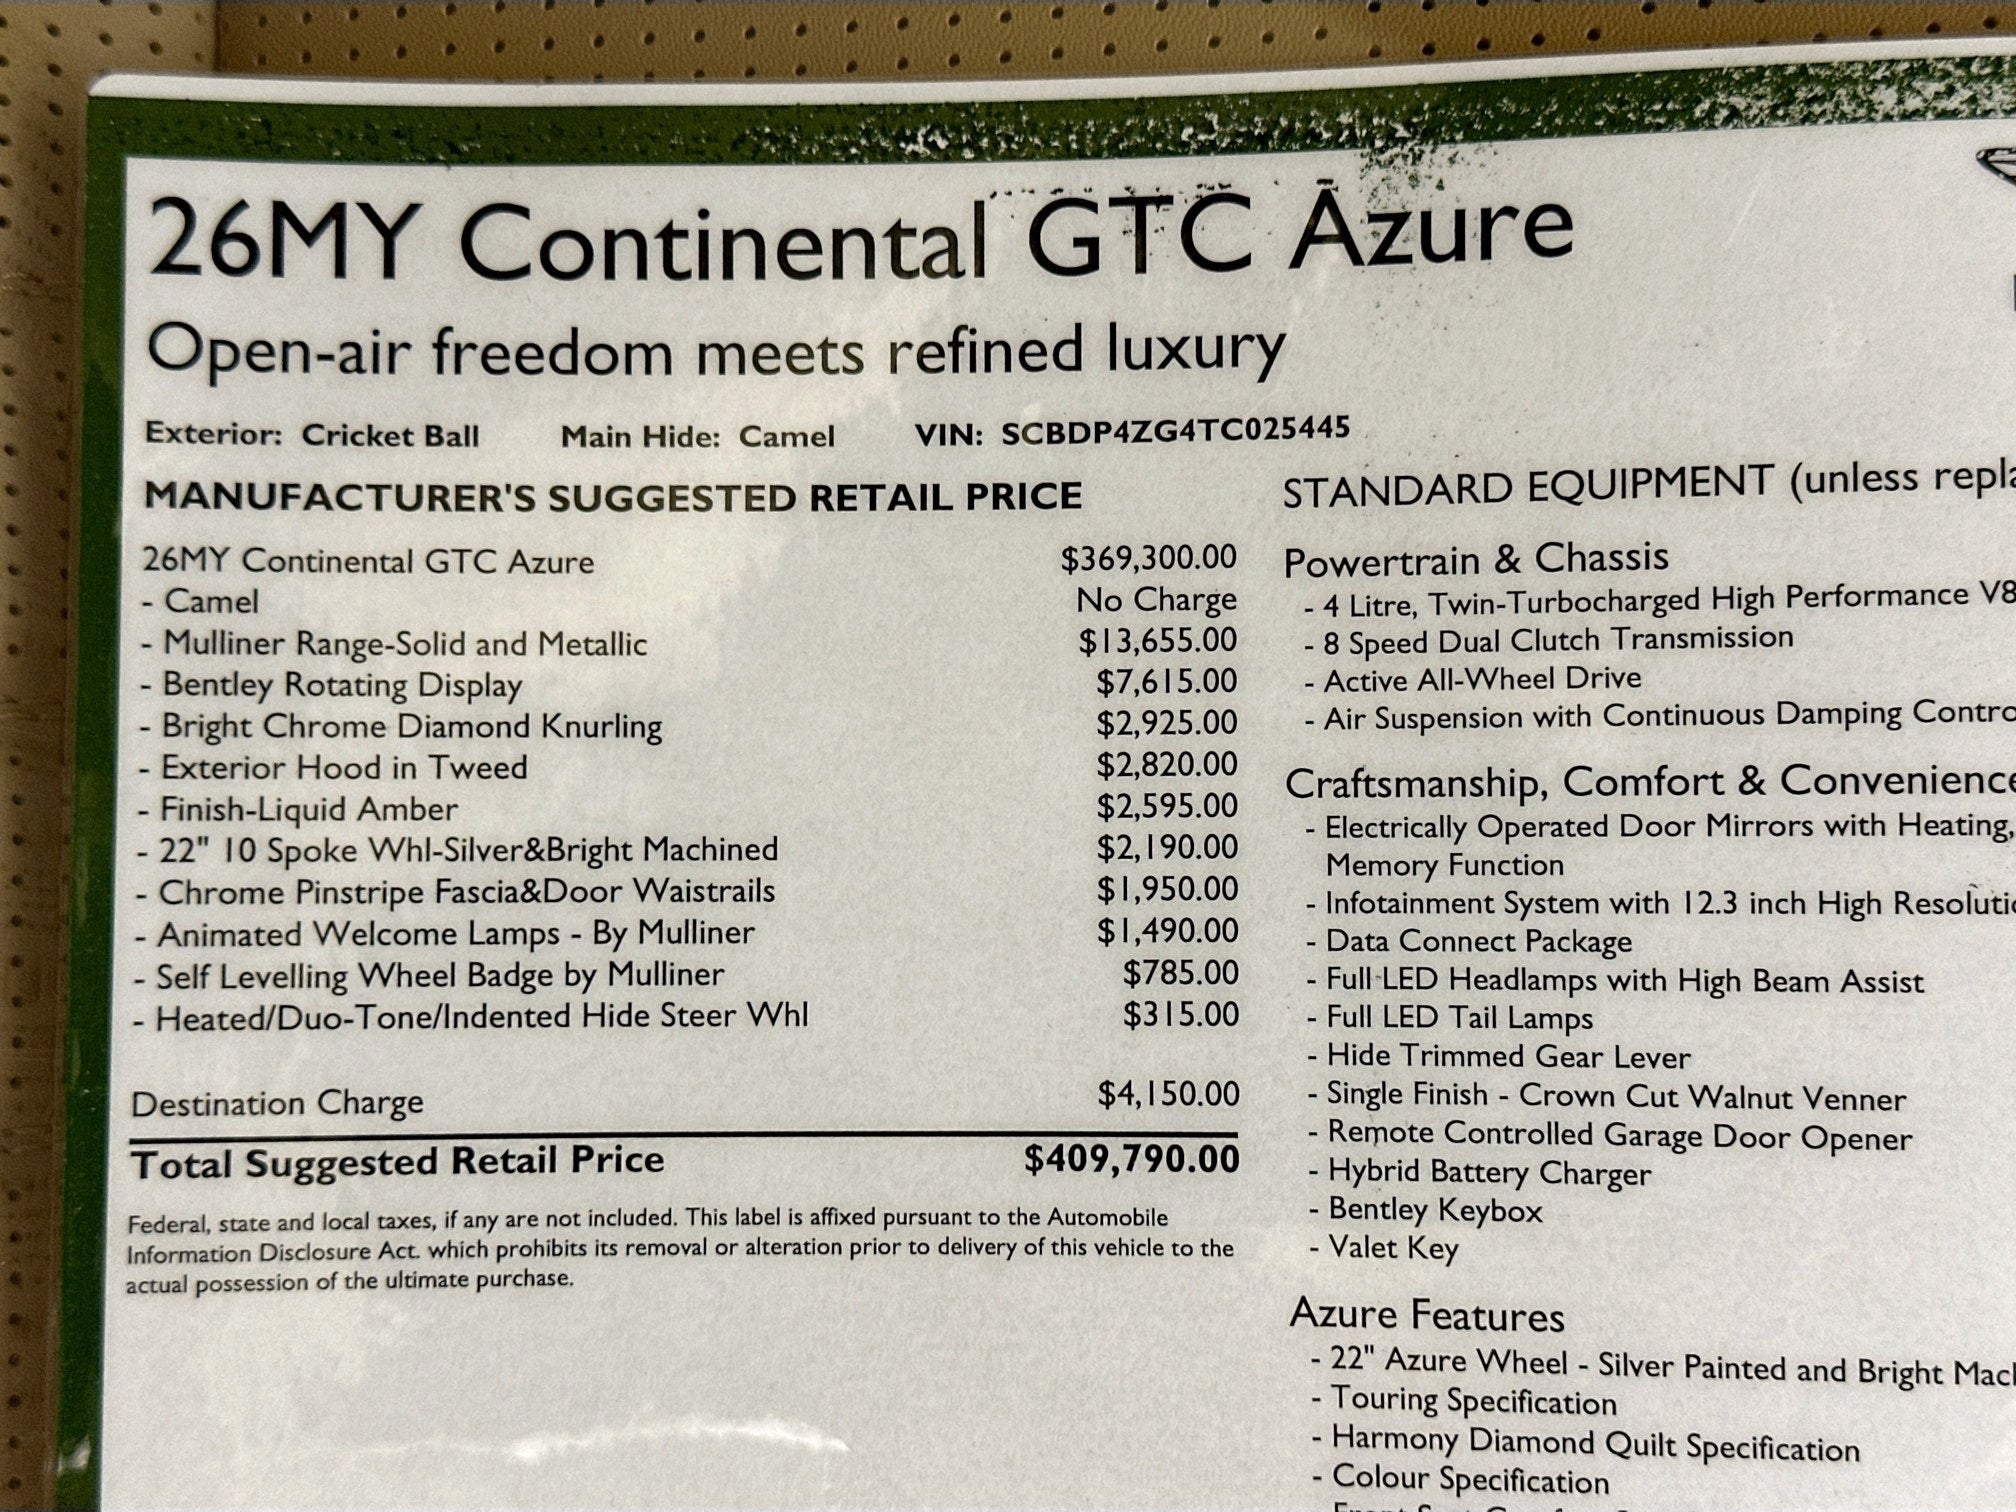 26MY Continental GTC Azure
Open-air freedom meets refined luxury
Exterior: Cricket Ball Main Hide: Camel VIN: SCBDP4ZG4TC025445
MANUFACTURER'S SUGGESTED RETAIL PRICE
26MY Continental GTC Azure $369,300.00
- Camel No Charge
- Mulliner Range-Solid and Metallic $13,655.00
- Bentley Rotating Display $7,615.00
- Bright Chrome Diamond Knurling $2,925.00
- Exterior Hood in Tweed $2,820.00
- Finish-Liquid Amber $2,595.00
- 22" 10 Spoke Whl-Silver&Bright Machined $2,190.00
- Chrome Pinstripe Fascia&Door Waistrails $1,950.00
- Animated Welcome Lamps - By Mulliner $1,490.00
- Self Levelling Wheel Badge by Mulliner $785.00
- Heated/Duo-Tone/Indented Hide Steer Whl $315.00
Destination Charge $4,150.00
Total Suggested Retail Price $409,790.00
Federal, state and local taxes, if any are not included. This label is affixed pursuant to the Automobile
Information Disclosure Act. which prohibits its removal or alteration prior to delivery of this vehicle to the
actual possession of the ultimate purchase.
STANDARD EQUIPMENT (unless
Powertrain & Chassis
- 4 Litre, Twin-Turbocharged High Performance V8
- 8 Speed Dual Clutch Transmission
- Active All-Wheel Drive
- Air Suspension with Continuous Damping
Craftsmanship, Comfort & Convenience
- Electrically Operated Door Mirrors with Heating,
Memory Function
- Infotainment System with 12.3 inch High
- Data Connect Package
- Full LED Headlamps with High Beam Assist
- Full LED Tail Lamps
- Hide Trimmed Gear Lever
- Single Finish - Crown Cut Walnut Venner
- Remote Controlled Garage Door Opener
- Hybrid Battery Charger
- Bentley Keybox
- Valet Key
Azure Features
- 22" Azure Wheel - Silver Painted and Bright
- Touring Specification
- Harmony Diamond Quilt Specification
- Colour Specification